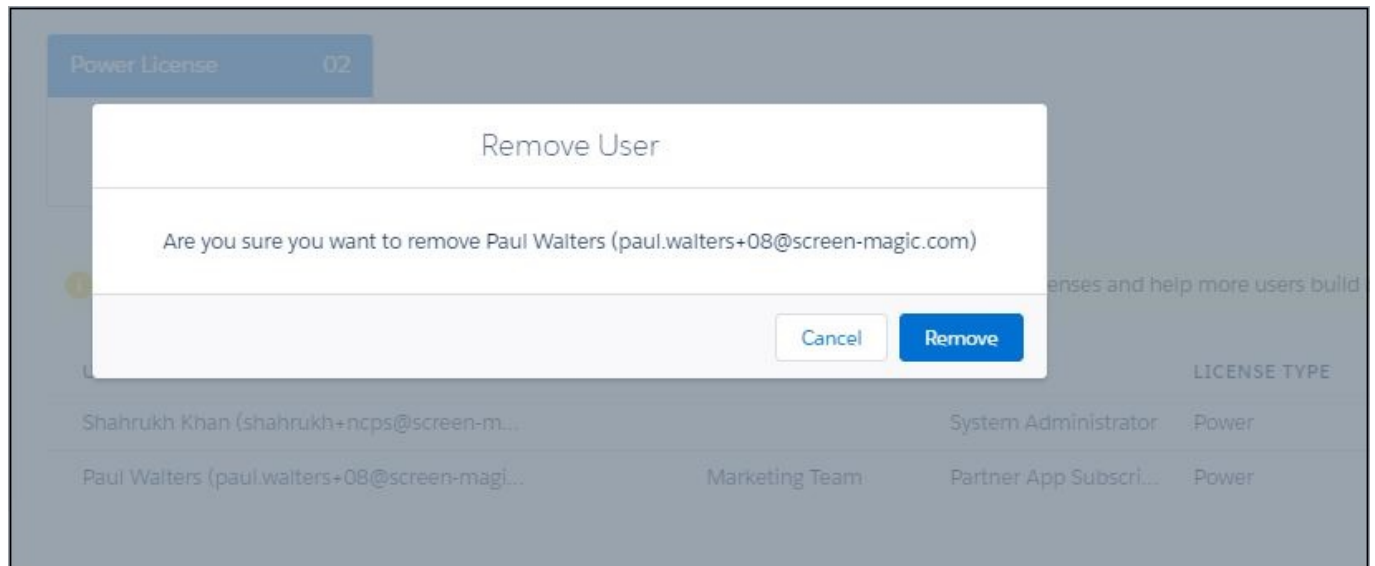 Power License 02
Remove User
Are you sure you want to remove Paul Walters (paul.walters+08@screen-magic.com)
enses and help more users build
Cancel Remove
LICENSE TYPE
Shahrukh Khan (shahrukh+ncps@screen-m... System Administrator Power
Paul Walters (paul.walters+08@screen-magi... Marketing Team Partner App Subscri... Power